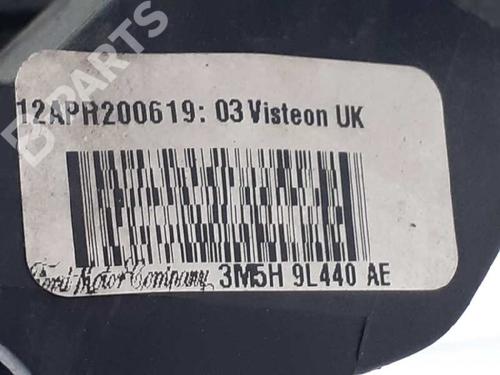 B-PARTS
12APR200619: 03 Visteon UK
Ford Motor Company 3M5H 9L440 AE